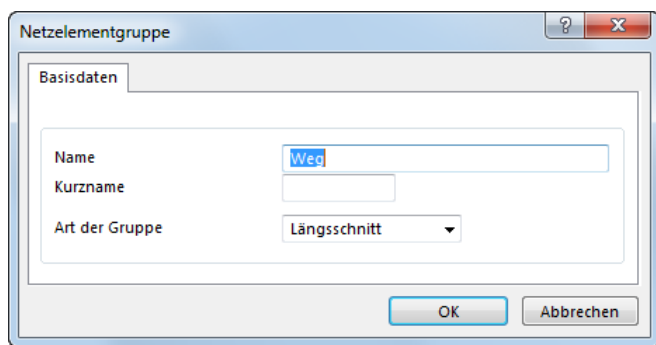 Netzelementgruppe
Basisdaten
Name Weg
Kurzname
Art der Gruppe Längsschnitt
OK Abbrechen